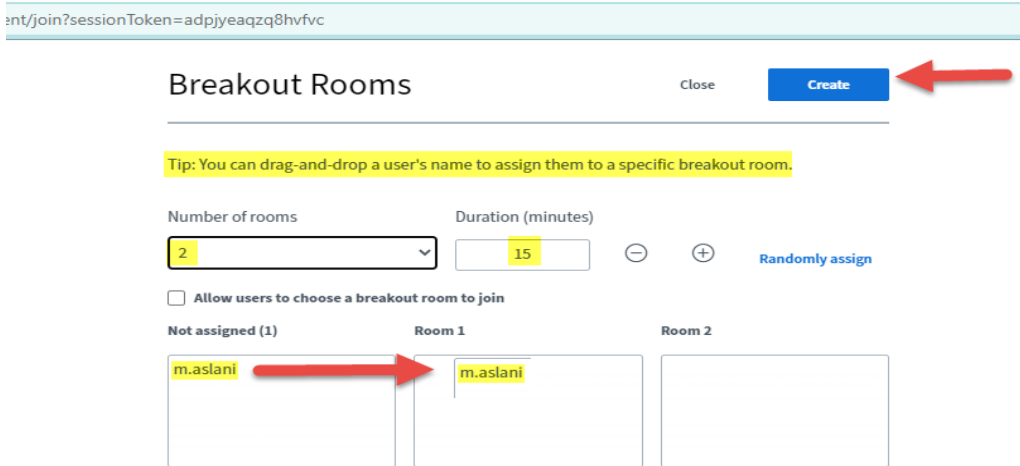 ent/join?sessionToken=adpjyeaqzq8hvfvc
Breakout Rooms
Close
Create
Tip: You can drag-and-drop a user's name to assign them to a specific breakout room.
Number of rooms
Duration (minutes)
2
15
Randomly assign
Allow users to choose a breakout room to join
Not assigned (1)
Room 1
Room 2
m.aslani
m.aslani